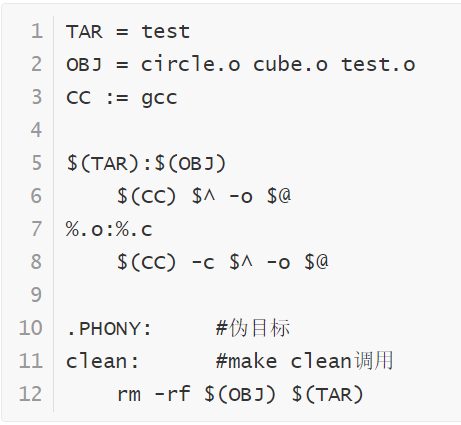 1 TAR = test
2 OBJ = circle.o cube.o test.o
3 CC := gcc
4
5 $(TAR):$(OBJ)
6     $(CC) $^ -o $@
7 %.o:%.c
8     $(CC) -c $^ -o $@
9
10 .PHONY:     #伪目标
11 clean:      #make clean调用
12     rm -rf $(OBJ) $(TAR)